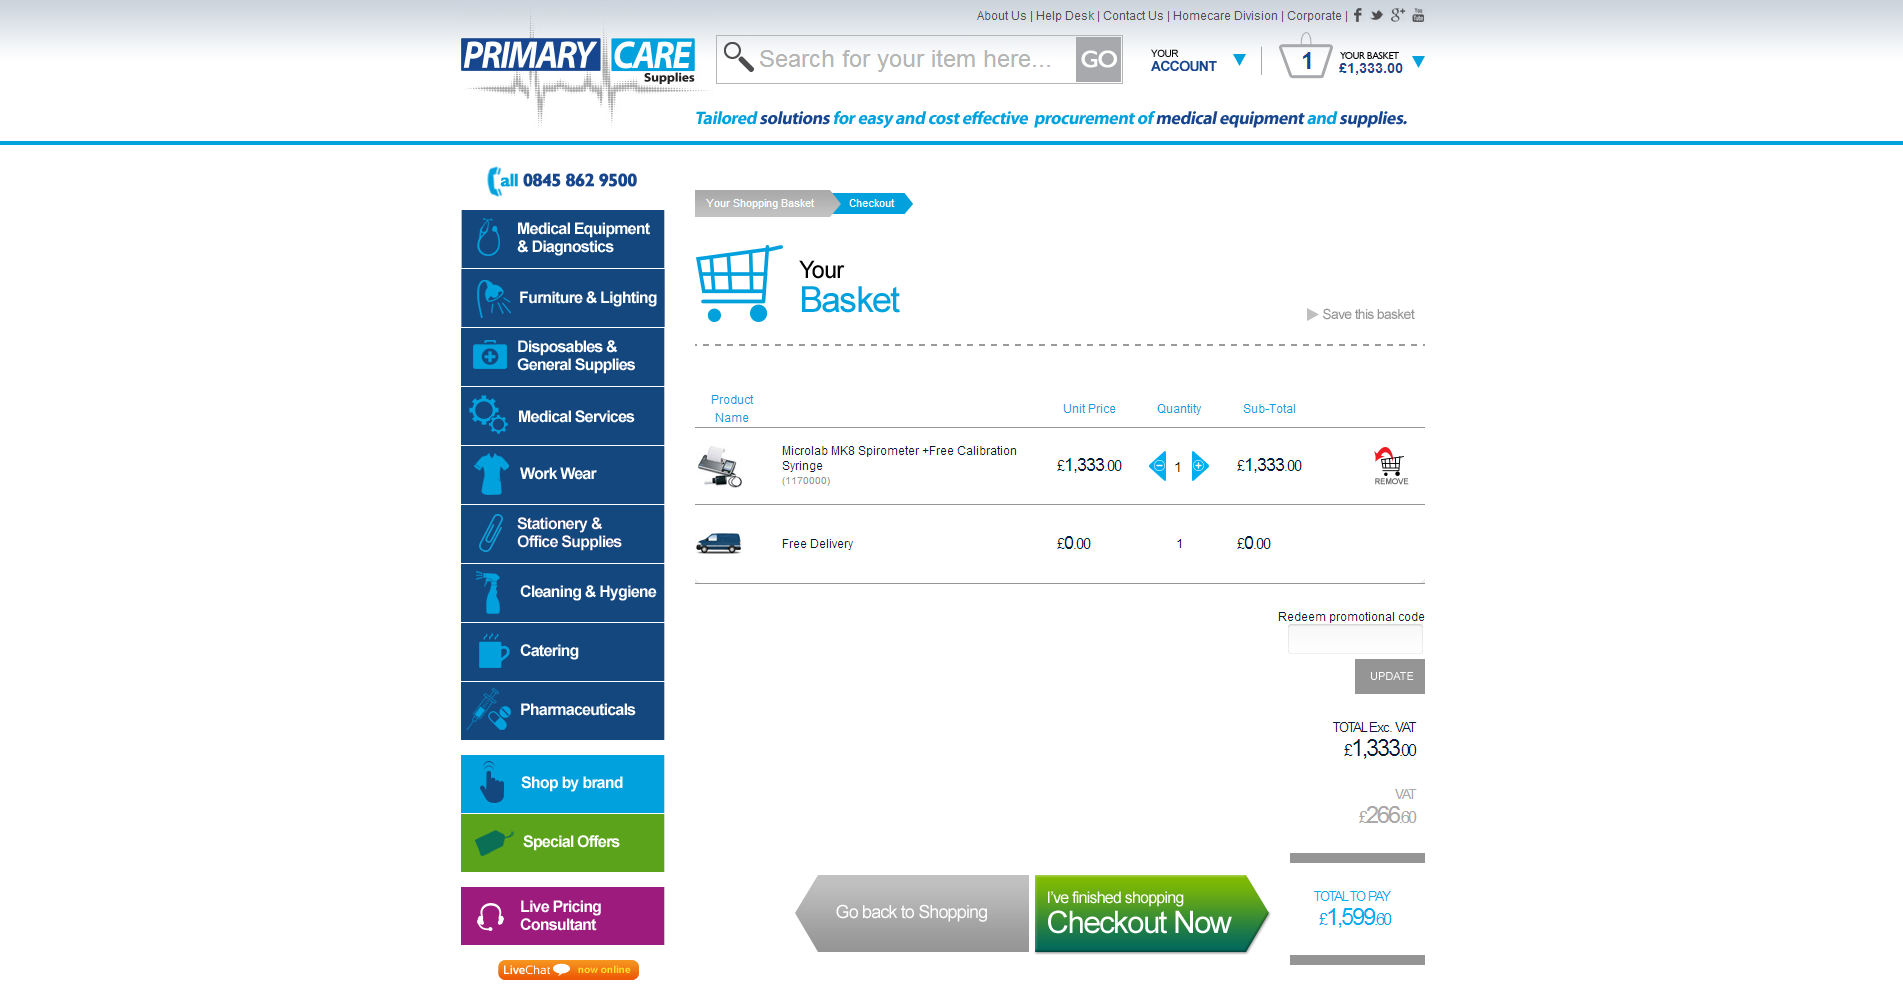 About Us | Help Desk | Contact Us | Homecare Division | Corporate |
PRIMARY CARE
Supplies
Search for your item here...
GO
YOUR
ACCOUNT
1
YOUR BASKET
£1,333.00
Tailored solutions for easy and cost effective procurement of medical equipment and supplies.
Call 0845 862 9500
Medical Equipment
& Diagnostics
Furniture & Lighting
Disposables &
General Supplies
Medical Services
Work Wear
Stationery &
Office Supplies
Cleaning & Hygiene
Catering
Pharmaceuticals
Shop by brand
Special Offers
Live Pricing
Consultant
LiveChat now online
Your Shopping Basket
Checkout
Your
Basket
Save this basket
Product
Name
Unit Price
Quantity
Sub-Total
Microlab MK8 Spirometer +Free Calibration
Syringe
(1170000)
£1,333.00
1
£1,333.00
REMOVE
Free Delivery
£0.00
1
£0.00
Redeem promotional code
UPDATE
TOTAL Exc. VAT
£1,333.00
VAT
£266.60
Go back to Shopping
I've finished shopping
Checkout Now
TOTAL TO PAY
£1,599.60